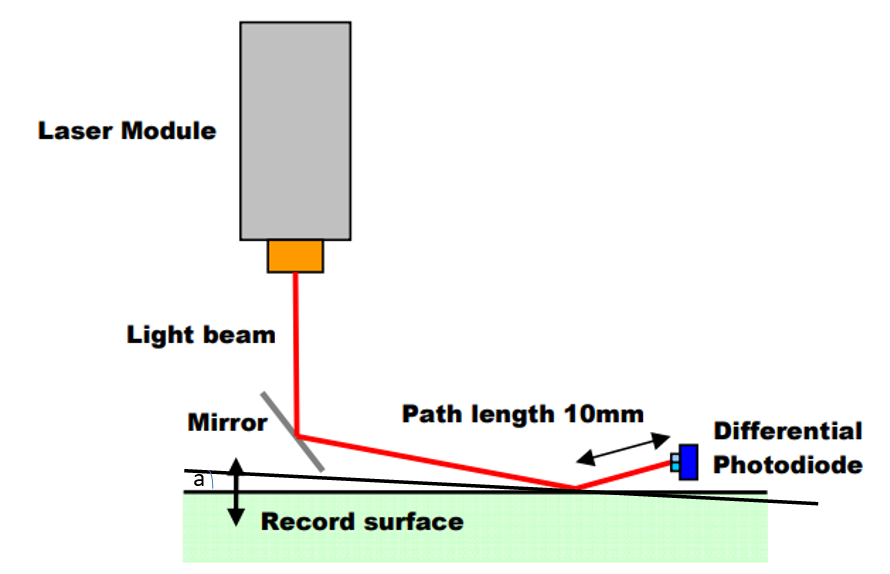 Laser Module
Light beam
Mirror
Path length 10mm
Differential
Photodiode
a
Record surface